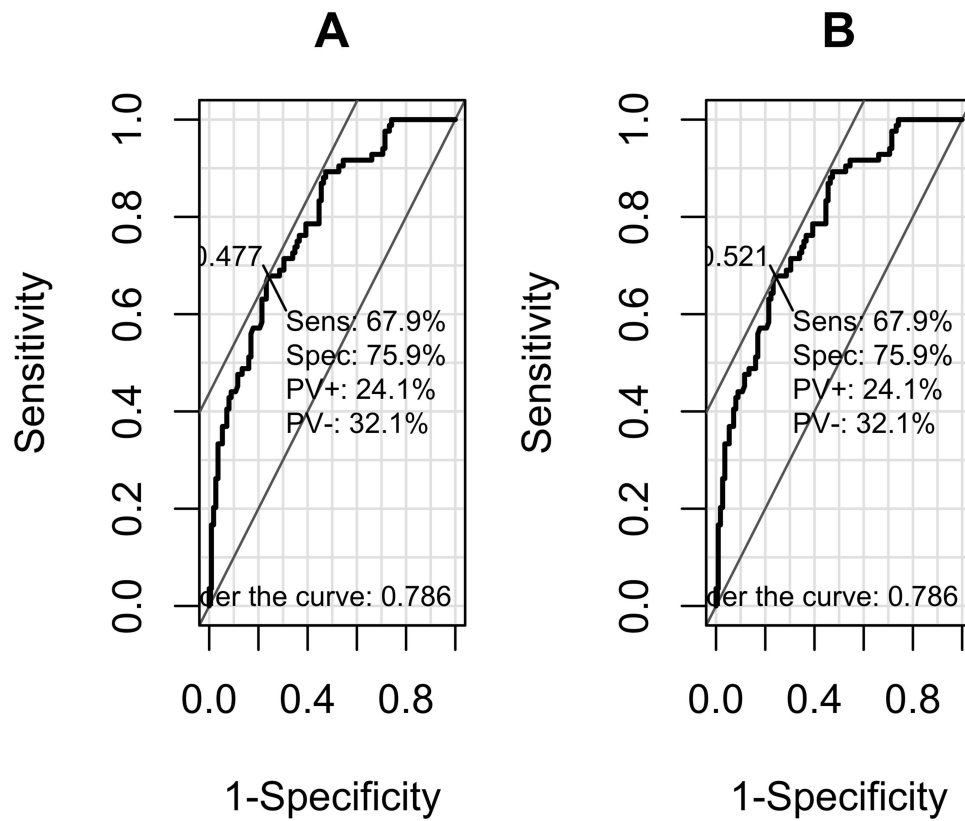 A
Sensitivity
1.0
0.8
0.6
0.4
0.2
0.0
0.477
Sens: 67.9%
Spec: 75.9%
PV+: 24.1%
PV-: 32.1%
der the curve: 0.786
0.0 0.4 0.8
1-Specificity
B
Sensitivity
1.0
0.8
0.6
0.4
0.2
0.0
0.521
Sens: 67.9%
Spec: 75.9%
PV+: 24.1%
PV-: 32.1%
der the curve: 0.786
0.0 0.4 0.8
1-Specificity